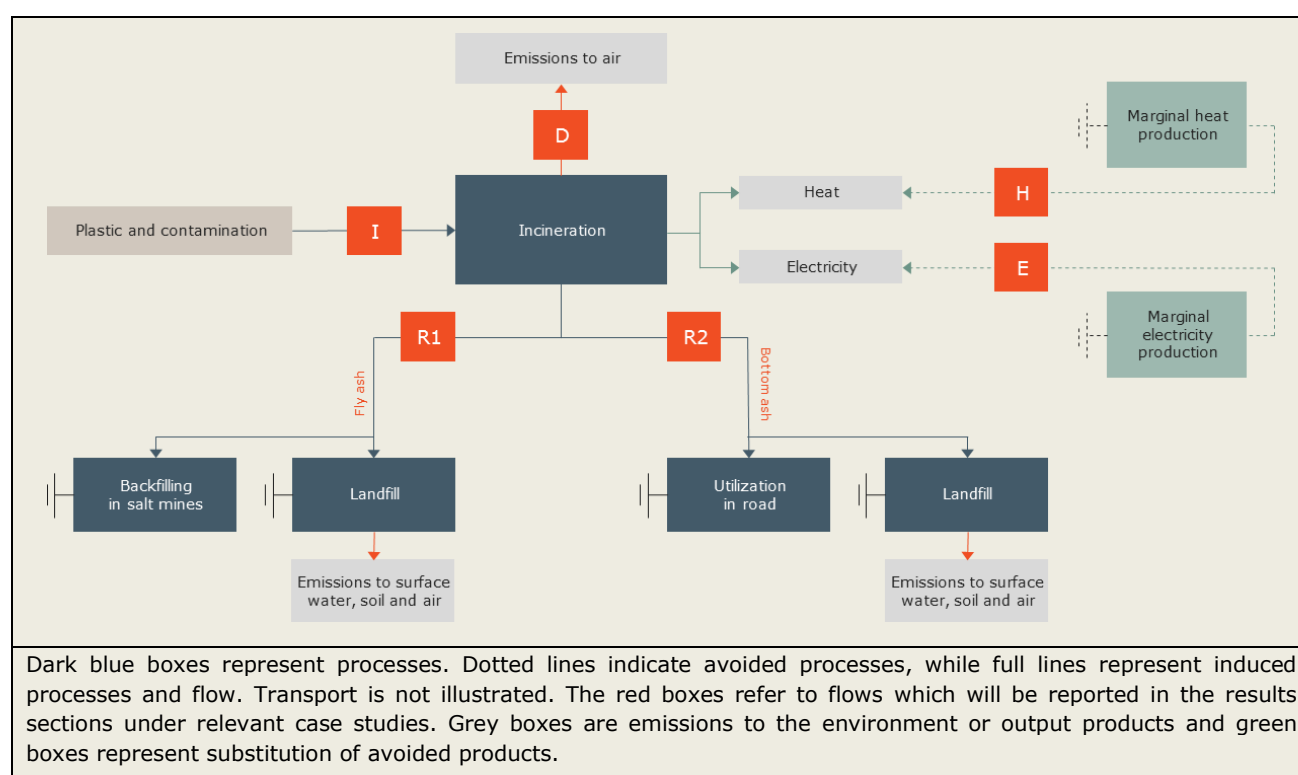 Emissions to air
D
Marginal heat
production
Plastic and contamination
I
Incineration
Heat
H
Electricity
E
Marginal
electricity
production
R1
R2
Fly ash
Bottom ash
Backfilling
in salt mines
Landfill
Utilization
in road
Landfill
Emissions to surface
water, soil and air
Emissions to surface
water, soil and air
Dark blue boxes represent processes. Dotted lines indicate avoided processes, while full lines represent induced
processes and flow. Transport is not illustrated. The red boxes refer to flows which will be reported in the results
sections under relevant case studies. Grey boxes are emissions to the environment or output products and green
boxes represent substitution of avoided products.